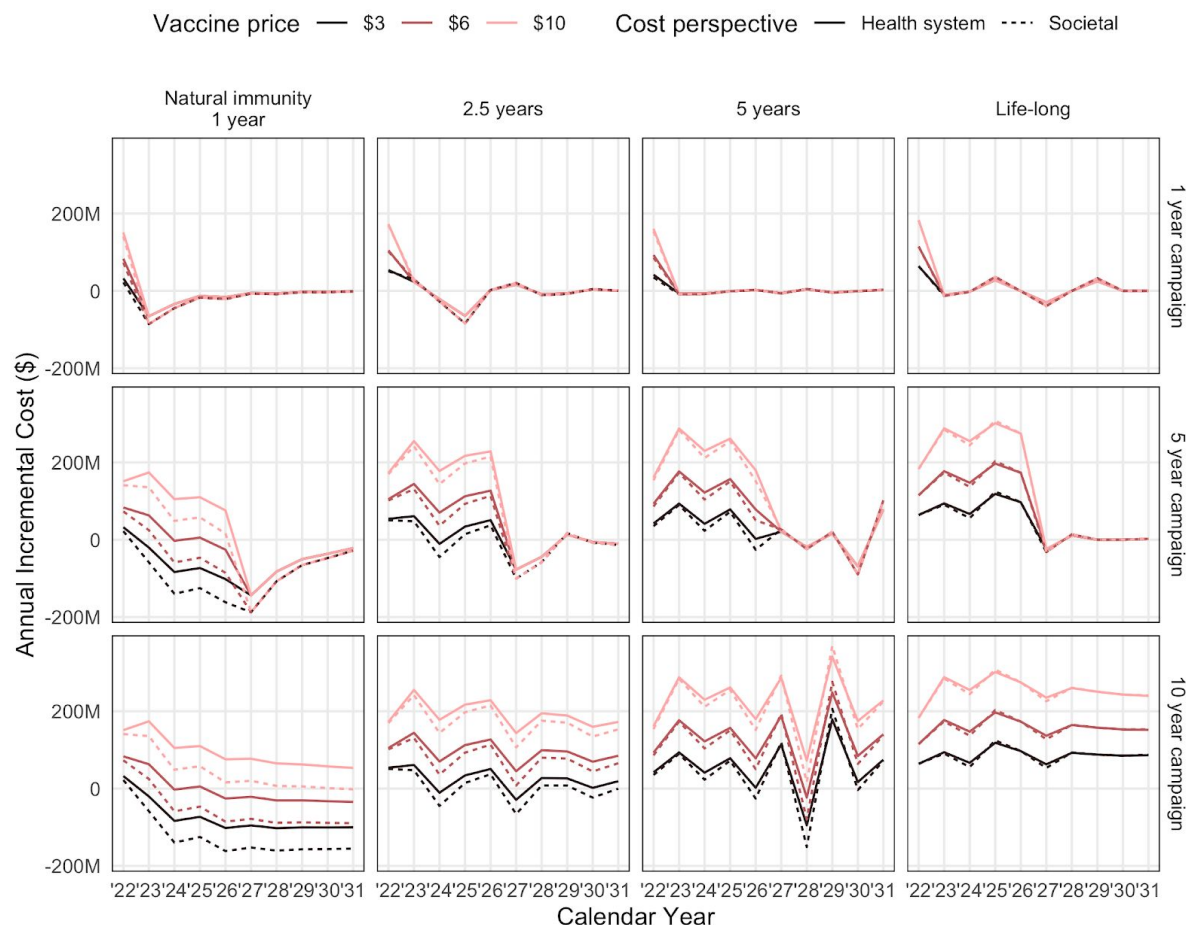 Vaccine price $3 $6 $10 Cost perspective Health system Societal
Natural immunity
1 year
2.5 years
5 years
Life-long
200M
0
-200M
1 year campaign
Annual Incremental Cost ($)
200M
0
-200M
5 year campaign
200M
0
-200M
10 year campaign
'22'23'24'25'26'27'28'29'30'31 '22'23'24'25'26'27'28'29'30'31 '22'23'24'25'26'27'28'29'30'31 '22'23'24'25'26'27'28'29'30'31
Calendar Year